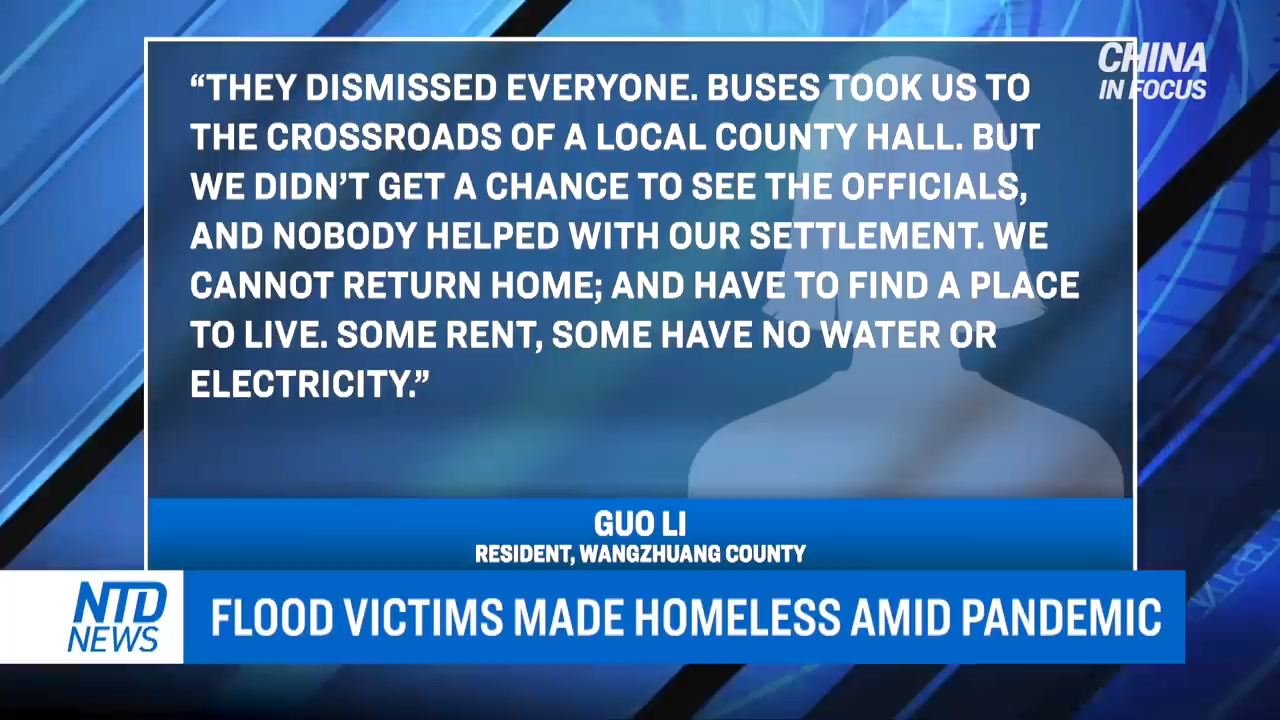 CHINA
IN FOCUS
“THEY DISMISSED EVERYONE. BUSES TOOK US TO
THE CROSSROADS OF A LOCAL COUNTY HALL. BUT
WE DIDN’T GET A CHANCE TO SEE THE OFFICIALS,
AND NOBODY HELPED WITH OUR SETTLEMENT. WE
CANNOT RETURN HOME; AND HAVE TO FIND A PLACE
TO LIVE. SOME RENT, SOME HAVE NO WATER OR
ELECTRICITY.”
GUO LI
RESIDENT, WANGZHUANG COUNTY
NTD
NEWS
FLOOD VICTIMS MADE HOMELESS AMID PANDEMIC